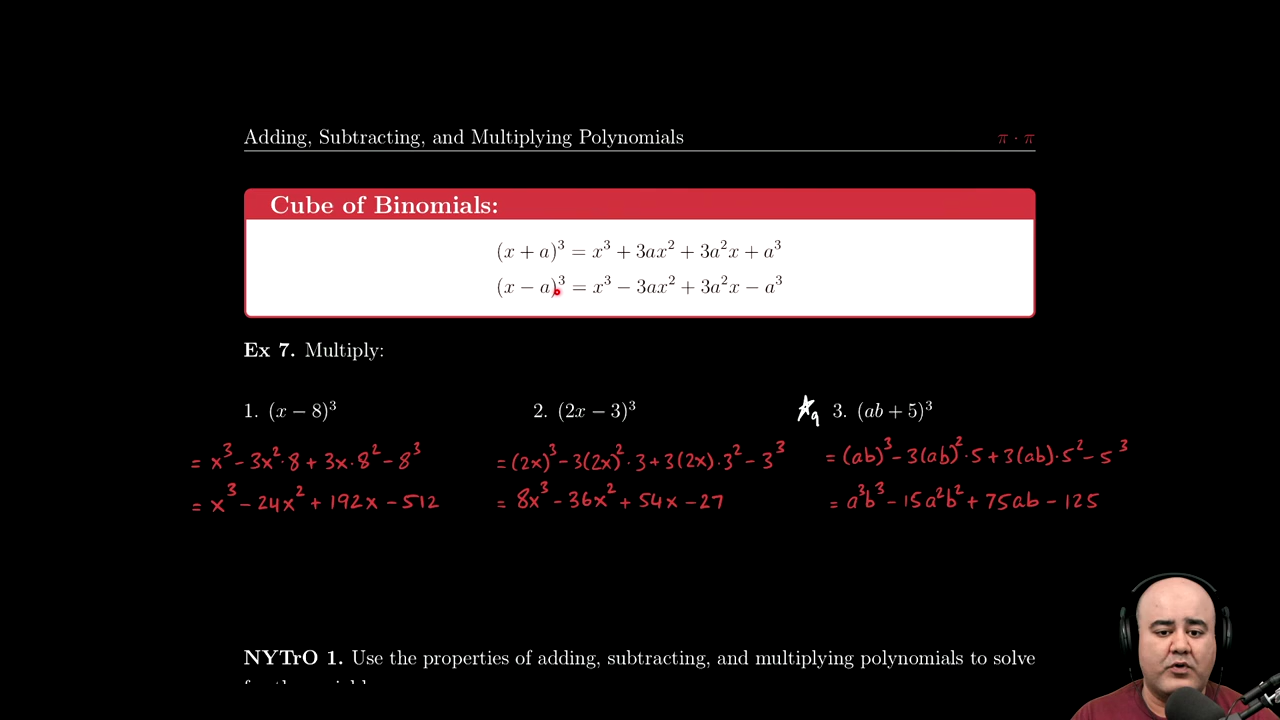 Adding, Subtracting, and Multiplying Polynomials π · π
Cube of Binomials:
(x + a)³ = x³ + 3ax² + 3a²x + a³
(x − a)³ = x³ − 3ax² + 3a²x − a³
Ex 7. Multiply:
1. (x − 8)³ 2. (2x − 3)³ 3. (ab + 5)³
= x³ − 3x²·8 + 3x·8² − 8³ = (2x)³ − 3(2x)²·3 + 3(2x)·3² − 3³ = (ab)³ − 3(ab)²·5 + 3(ab)·5² − 5³
= x³ − 24x² + 192x − 512 = 8x³ − 36x² + 54x − 27 = a³b³ − 15a²b² + 75ab − 125
NYTrO 1. Use the properties of adding, subtracting, and multiplying polynomials to solve